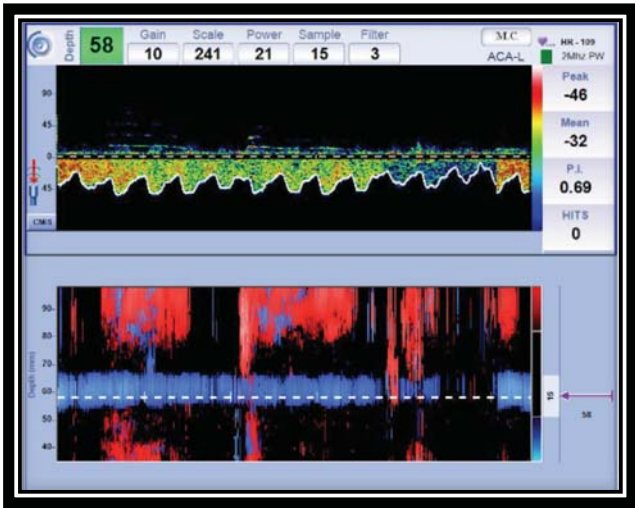 Depth
58
Gain
10
Scale
241
Power
21
Sample
15
Filter
3
M.C.
ACA-L
HR - 109
2Mhz PW
Peak
-46
Mean
-32
P.I.
0.69
HITS
0
90
45
0
45
CM/S
Depth (mm)
90
80
70
60
50
40
15
58